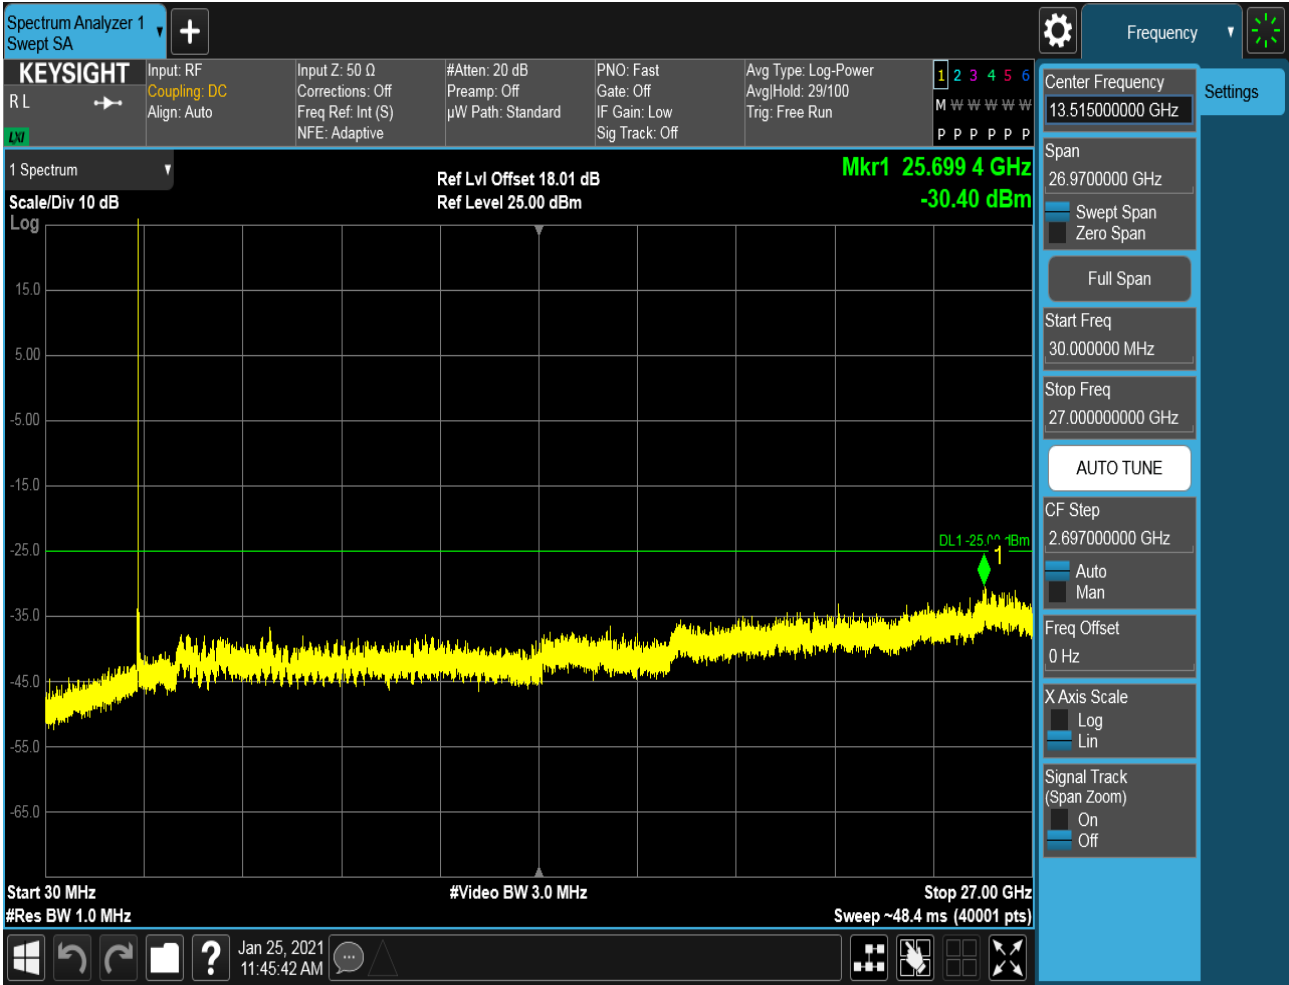 Spectrum Analyzer 1
Swept SA
Frequency
KEYSIGHT
R L
LXI
Input: RF
Coupling: DC
Align: Auto
Input Z: 50 Ω
Corrections: Off
Freq Ref: Int (S)
NFE: Adaptive
#Atten: 20 dB
Preamp: Off
µW Path: Standard
PNO: Fast
Gate: Off
IF Gain: Low
Sig Track: Off
Avg Type: Log-Power
Avg|Hold: 29/100
Trig: Free Run
1 2 3 4 5 6
M W W W W W
P P P P P P
1 Spectrum
Scale/Div 10 dB
Log
Ref Lvl Offset 18.01 dB
Ref Level 25.00 dBm
Mkr1 25.699 4 GHz
-30.40 dBm
15.0
5.00
-5.00
-15.0
-25.0
-35.0
-45.0
-55.0
-65.0
DL1 -25.00 dBm
1
Start 30 MHz
#Res BW 1.0 MHz
#Video BW 3.0 MHz
Stop 27.00 GHz
Sweep ~48.4 ms (40001 pts)
Jan 25, 2021
11:45:42 AM
?
Center Frequency
13.515000000 GHz
Span
26.9700000 GHz
Swept Span
Zero Span
Full Span
Start Freq
30.000000 MHz
Stop Freq
27.000000000 GHz
AUTO TUNE
CF Step
2.697000000 GHz
Auto
Man
Freq Offset
0 Hz
X Axis Scale
Log
Lin
Signal Track
(Span Zoom)
On
Off
Settings